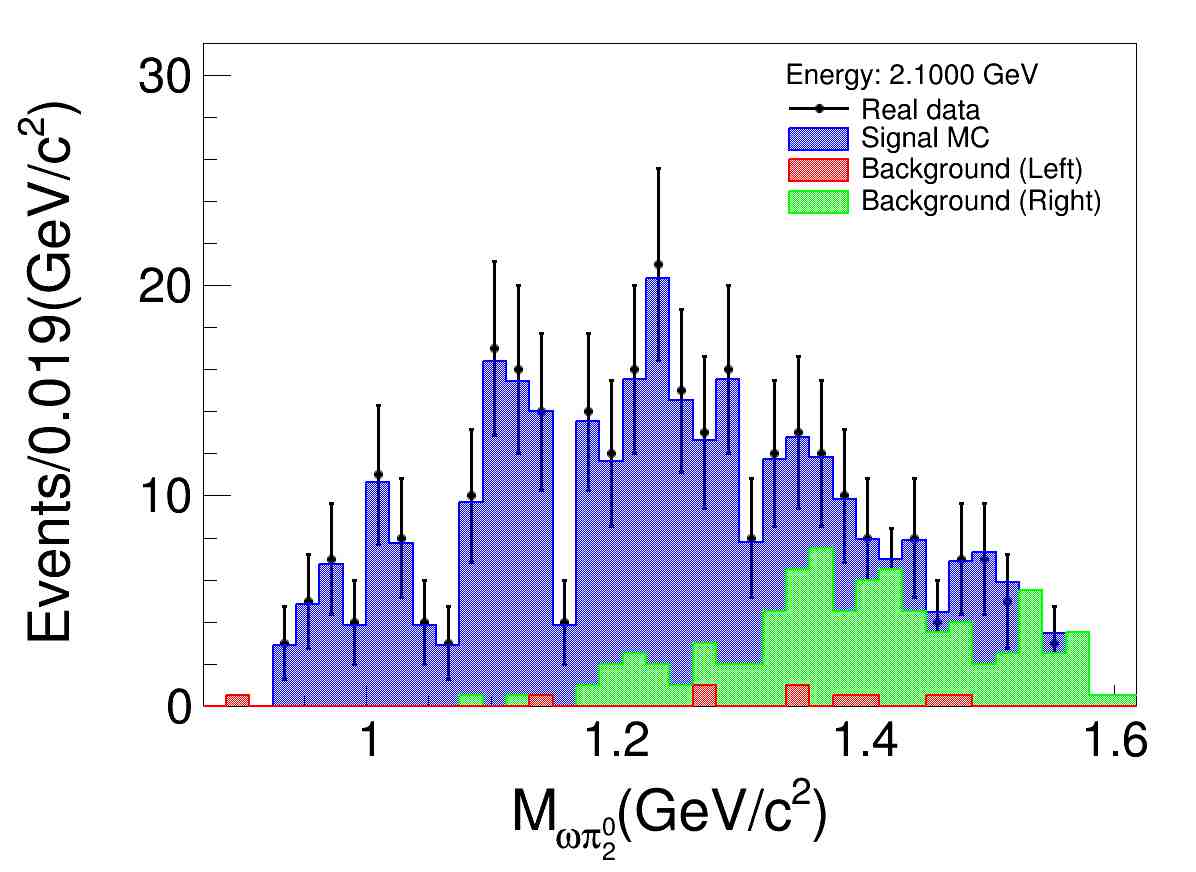 Energy: 2.1000 GeV
Real data
Signal MC
Background (Left)
Background (Right)
Events/0.019(GeV/c²)
30
20
10
0
1
1.2
1.4
1.6
M_ωπ⁰₂(GeV/c²)